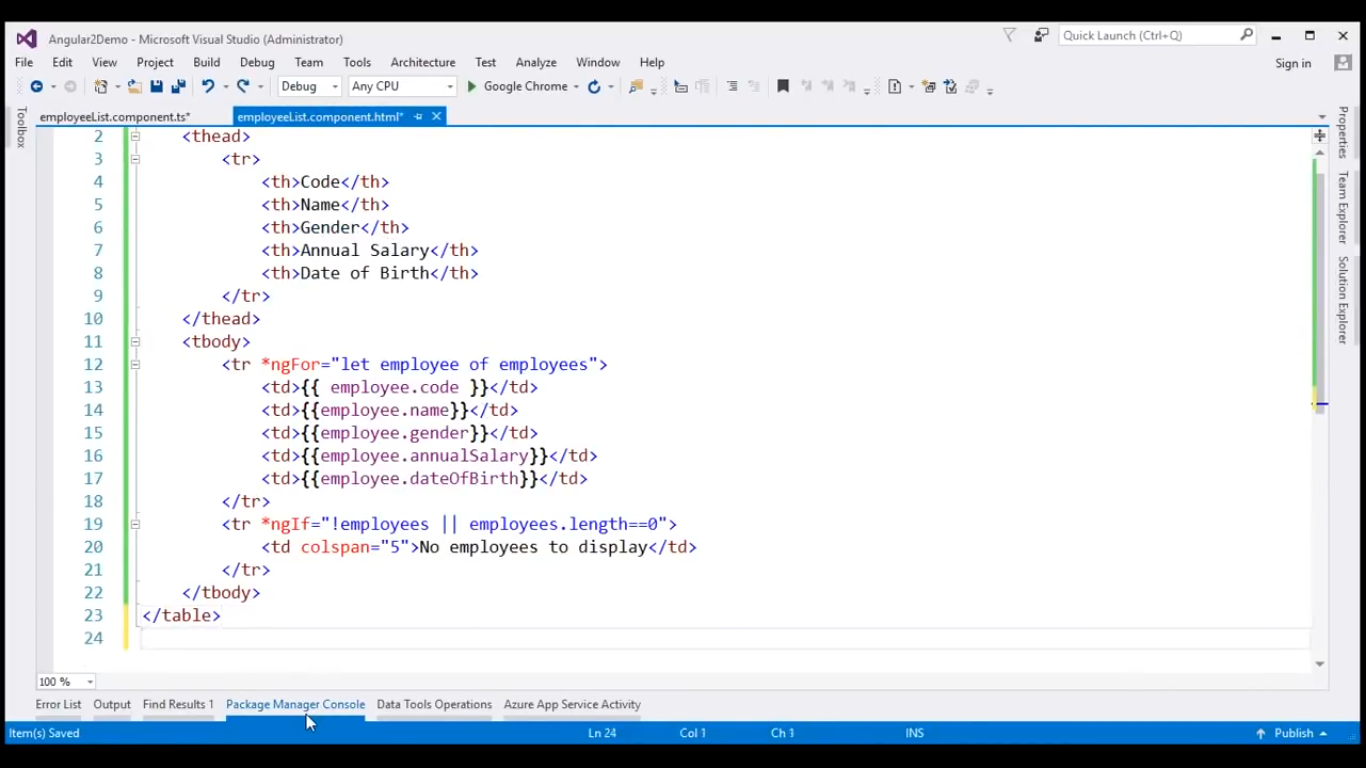 Angular2Demo - Microsoft Visual Studio (Administrator)
Quick Launch (Ctrl+Q)
File Edit View Project Build Debug Team Tools Architecture Test Analyze Window Help
Sign in
Debug Any CPU Google Chrome
Toolbox
employeeList.component.ts* employeeList.component.html*
Properties
Team Explorer
Solution Explorer
2 <thead>
3 <tr>
4 <th>Code</th>
5 <th>Name</th>
6 <th>Gender</th>
7 <th>Annual Salary</th>
8 <th>Date of Birth</th>
9 </tr>
10 </thead>
11 <tbody>
12 <tr *ngFor="let employee of employees">
13 <td>{{ employee.code }}</td>
14 <td>{{employee.name}}</td>
15 <td>{{employee.gender}}</td>
16 <td>{{employee.annualSalary}}</td>
17 <td>{{employee.dateOfBirth}}</td>
18 </tr>
19 <tr *ngIf="!employees || employees.length==0">
20 <td colspan="5">No employees to display</td>
21 </tr>
22 </tbody>
23 </table>
24
100 %
Error List Output Find Results 1 Package Manager Console Data Tools Operations Azure App Service Activity
Item(s) Saved Ln 24 Col 1 Ch 1 INS Publish